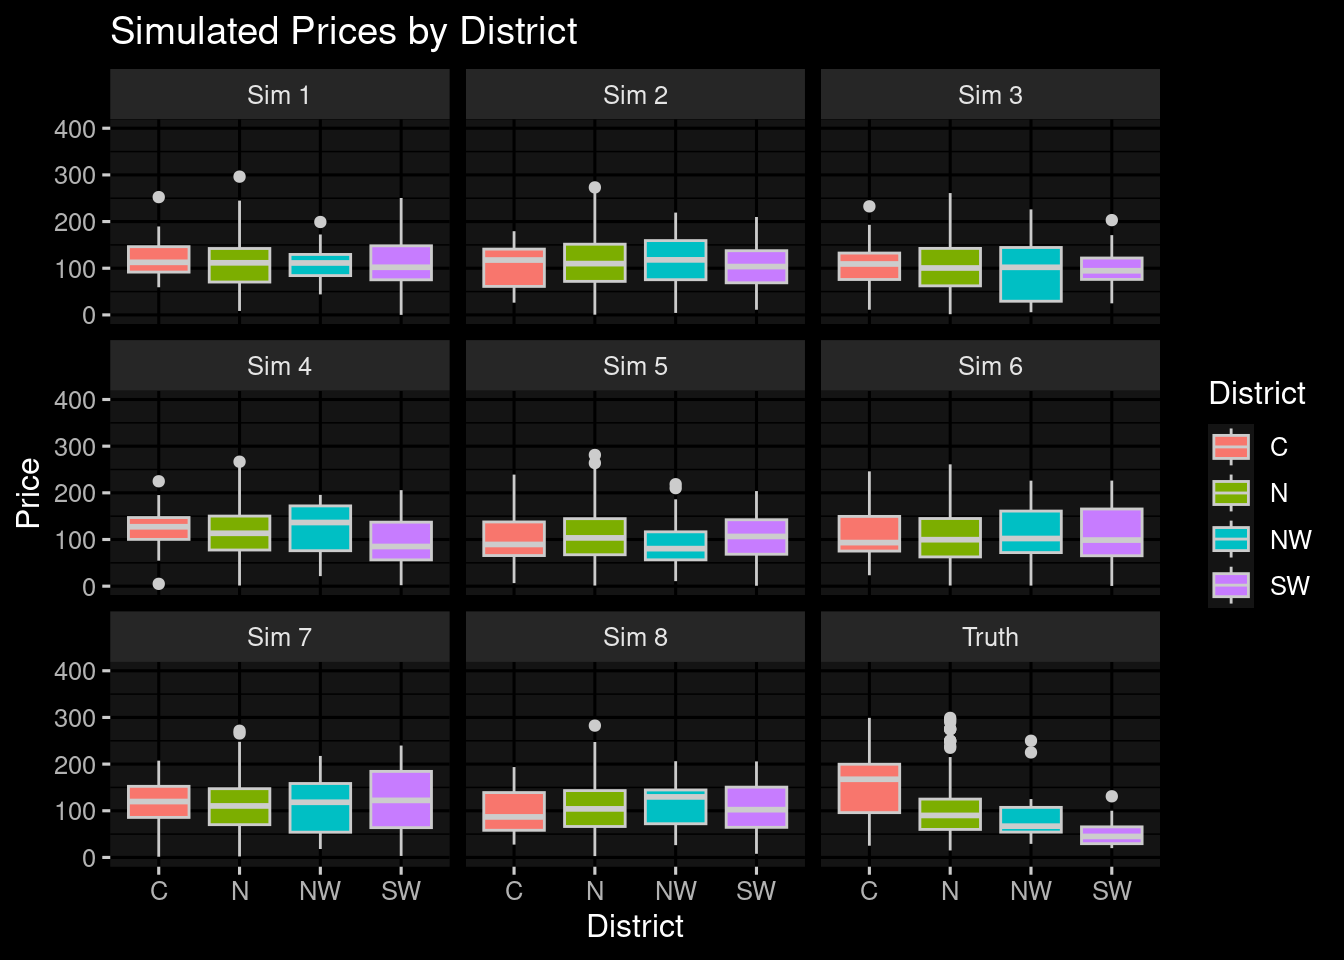 Simulated Prices by District
Sim 1 Sim 2 Sim 3
400
300
200
100
0
Sim 4 Sim 5 Sim 6
400
300
200
100
0
Sim 7 Sim 8 Truth
400
300
200
100
0
C N NW SW C N NW SW C N NW SW
District
Price
District
C
N
NW
SW